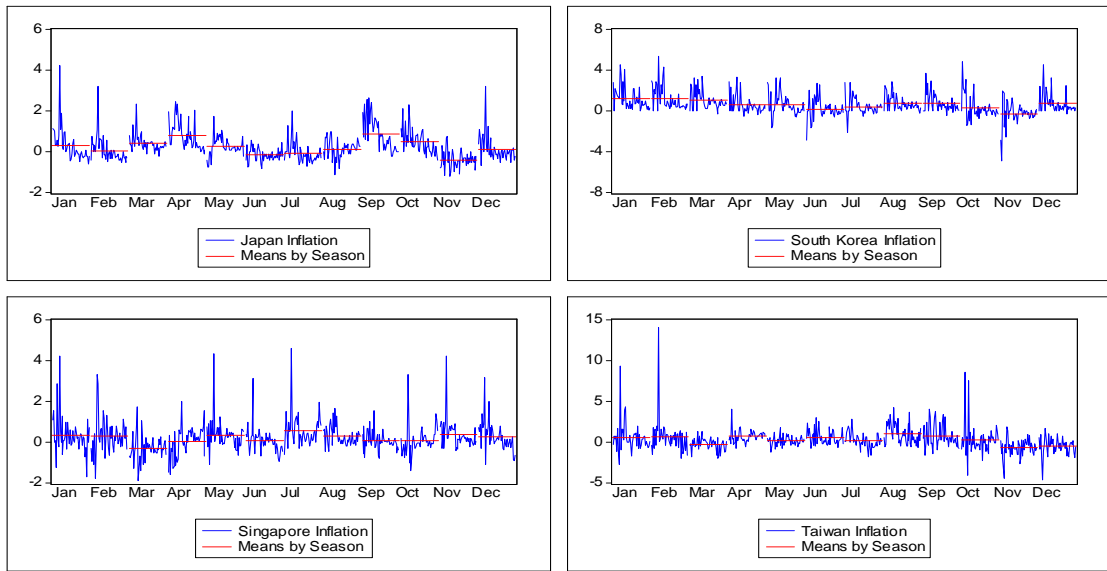 6
4
2
0
-2
Jan Feb Mar Apr May Jun Jul Aug Sep Oct Nov Dec
Japan Inflation
Means by Season
8
4
0
-4
-8
Jan Feb Mar Apr May Jun Jul Aug Sep Oct Nov Dec
South Korea Inflation
Means by Season
6
4
2
0
-2
Jan Feb Mar Apr May Jun Jul Aug Sep Oct Nov Dec
Singapore Inflation
Means by Season
15
10
5
0
-5
Jan Feb Mar Apr May Jun Jul Aug Sep Oct Nov Dec
Taiwan Inflation
Means by Season